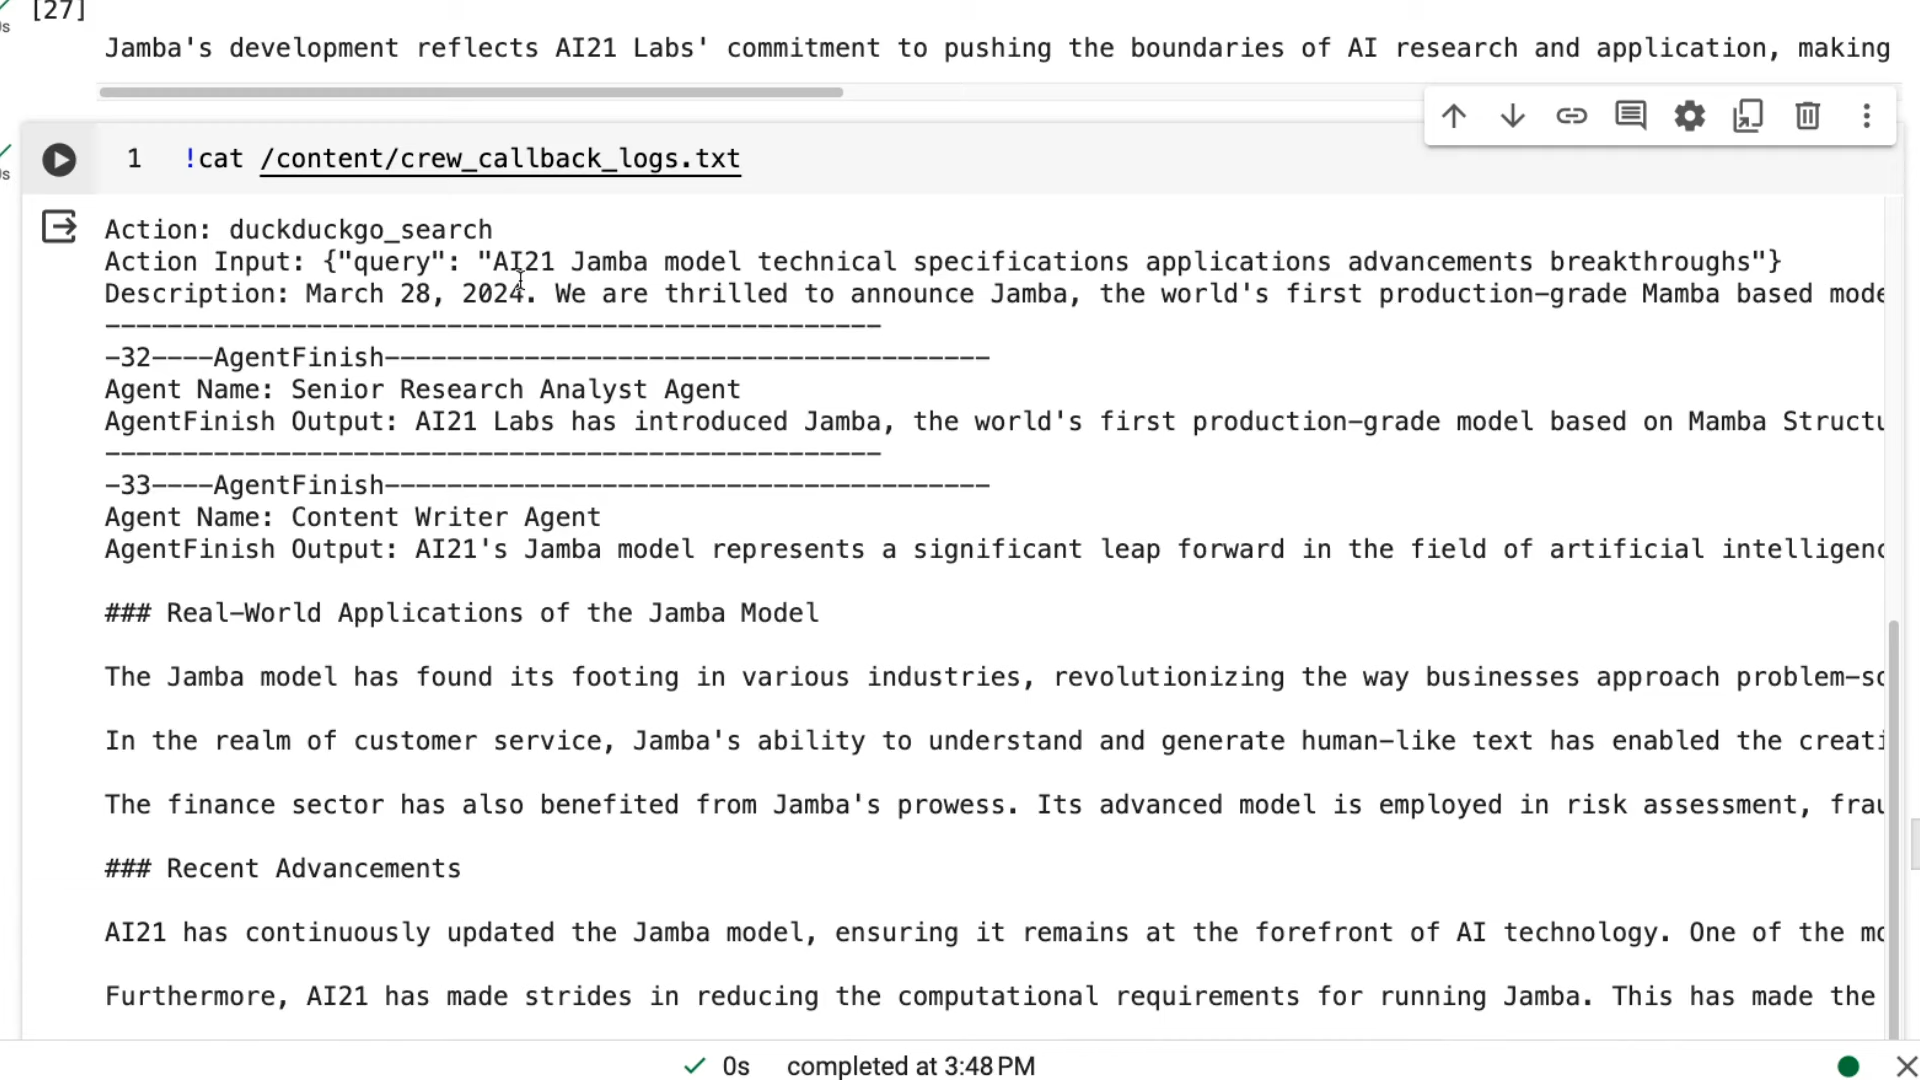 [27]
Jamba's development reflects AI21 Labs' commitment to pushing the boundaries of AI research and application, making
1 !cat /content/crew_callback_logs.txt
Action: duckduckgo_search
Action Input: {"query": "AI21 Jamba model technical specifications applications advancements breakthroughs"}
Description: March 28, 2024. We are thrilled to announce Jamba, the world's first production-grade Mamba based mode
--------------------------------------------------
-32----AgentFinish---------------------------------------
Agent Name: Senior Research Analyst Agent
AgentFinish Output: AI21 Labs has introduced Jamba, the world's first production-grade model based on Mamba Structu
--------------------------------------------------
-33----AgentFinish---------------------------------------
Agent Name: Content Writer Agent
AgentFinish Output: AI21's Jamba model represents a significant leap forward in the field of artificial intelligenc
### Real-World Applications of the Jamba Model
The Jamba model has found its footing in various industries, revolutionizing the way businesses approach problem-so
In the realm of customer service, Jamba's ability to understand and generate human-like text has enabled the creati
The finance sector has also benefited from Jamba's prowess. Its advanced model is employed in risk assessment, frau
### Recent Advancements
AI21 has continuously updated the Jamba model, ensuring it remains at the forefront of AI technology. One of the mo
Furthermore, AI21 has made strides in reducing the computational requirements for running Jamba. This has made the
0s completed at 3:48 PM